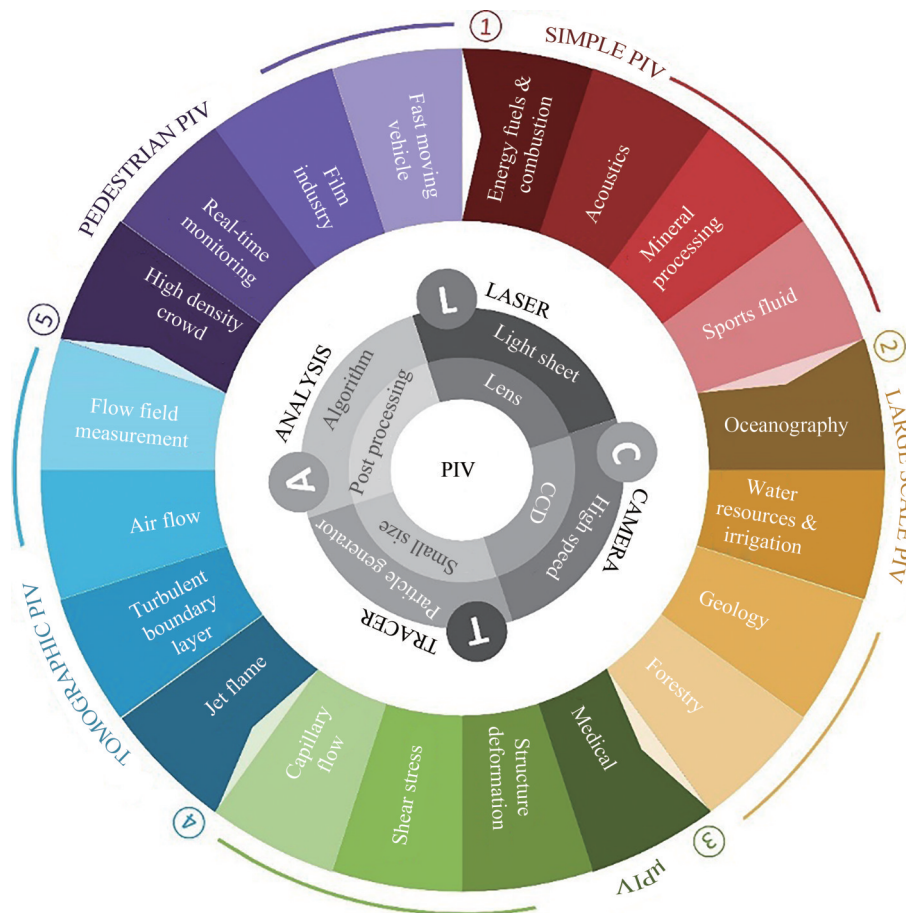 1
SIMPLE PIV
Energy fuels &
combustion
Acoustics
Mineral
processing
Sports fluid
2
LARGE SCALE PIV
Oceanography
Water
resources &
irrigation
Geology
Forestry
3
µPIV
Medical
Structure
deformation
Shear stress
Capillary
flow
4
TOMOGRAPHIC PIV
Jet flame
Turbulent
boundary
layer
Air flow
Flow field
measurement
5
PEDESTRIAN PIV
High density
crowd
Real-time
monitoring
Film
industry
Fast moving
vehicle
L
LASER
Light sheet
Lens
C
CAMERA
High speed
CCD
T
TRACER
Particle generator
Small size
A
ANALYSIS
Algorithm
Post processing
PIV